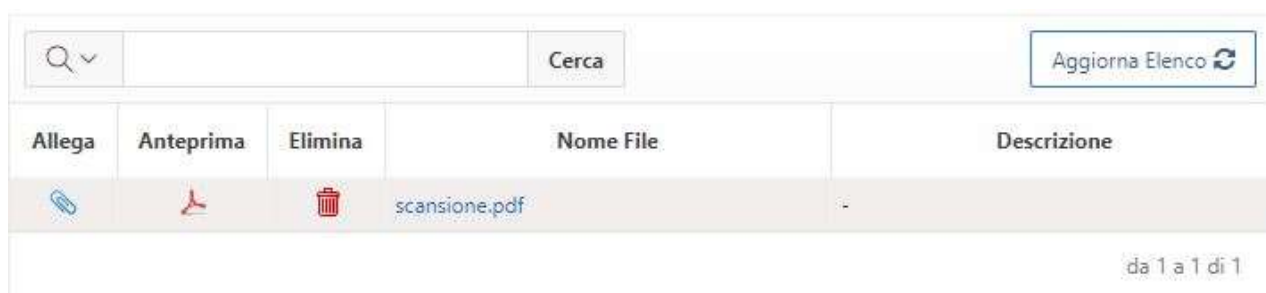 Cerca Aggiorna Elenco
Allega Anteprima Elimina Nome File Descrizione
scansione.pdf -
da 1 a 1 di 1